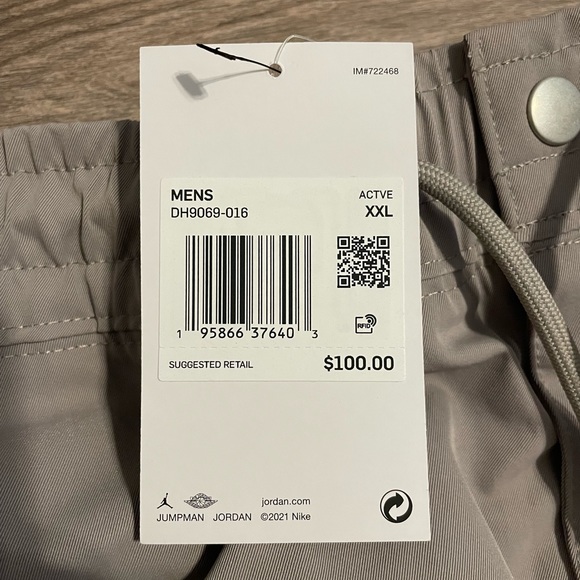 IM#722468
MENS ACTVE
DH9069-016 XXL
1 95866 37640 3
RFID
SUGGESTED RETAIL $100.00
jordan.com
JUMPMAN JORDAN ©2021 Nike